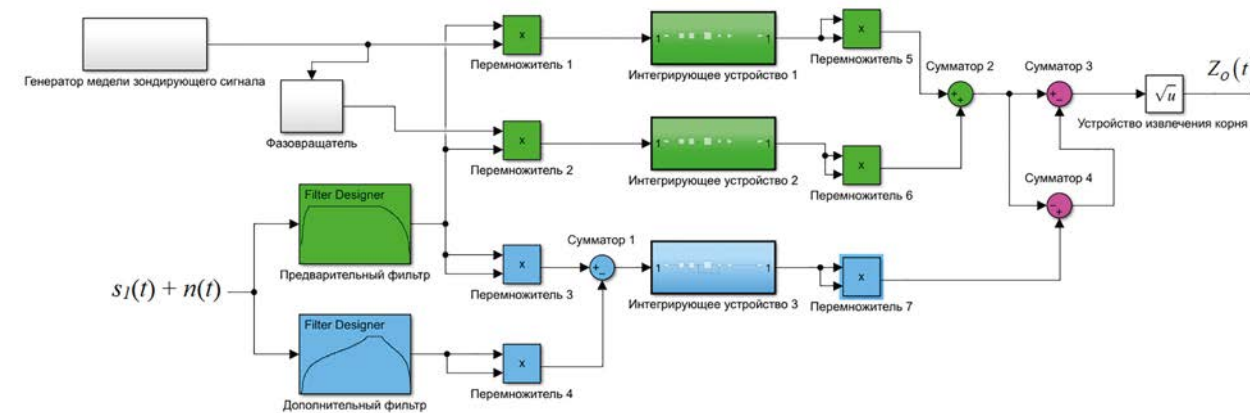 x
Перемножитель 1
1
1
Интегрирующее устройство 1
x
Перемножитель 5
Генератор медели зондирующего сигнала
Фазовращатель
x
Перемножитель 2
1
1
Интегрирующее устройство 2
x
Перемножитель 6
Сумматор 2
Сумматор 3
√u
Устройство извлечения корня
Zo(t
Сумматор 4
s1(t) + n(t)
Filter Designer
Предварительный фильтр
x
Перемножитель 3
Сумматор 1
1
1
Интегрирующее устройство 3
x
Перемножитель 7
Filter Designer
Дополнительный фильтр
x
Перемножитель 4